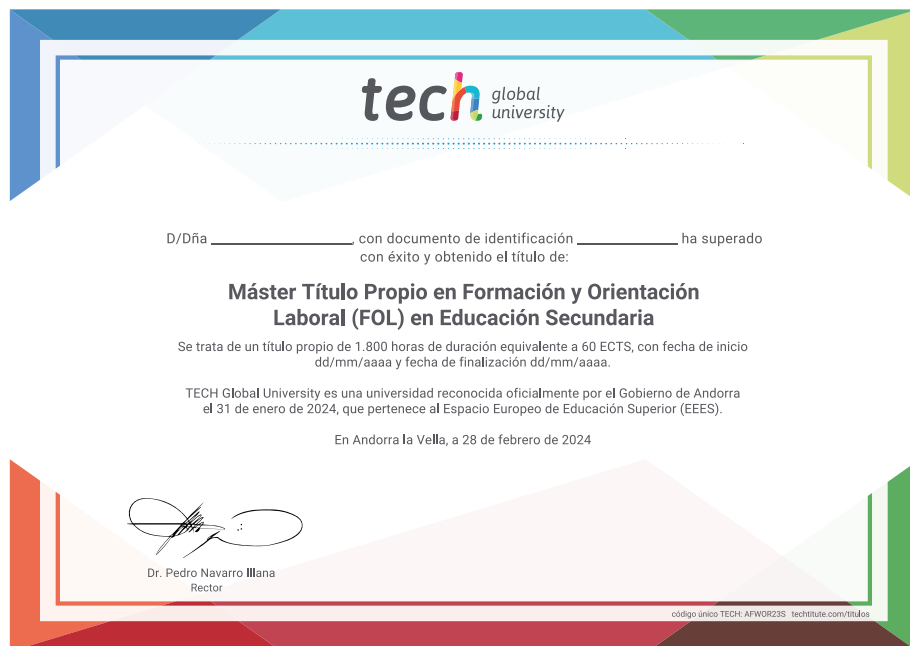 tech global university
D/Dña ________________, con documento de identificación ____________ ha superado
con éxito y obtenido el título de:
Máster Título Propio en Formación y Orientación
Laboral (FOL) en Educación Secundaria
Se trata de un título propio de 1.800 horas de duración equivalente a 60 ECTS, con fecha de inicio
dd/mm/aaaa y fecha de finalización dd/mm/aaaa.
TECH Global University es una universidad reconocida oficialmente por el Gobierno de Andorra
el 31 de enero de 2024, que pertenece al Espacio Europeo de Educación Superior (EEES).
En Andorra la Vella, a 28 de febrero de 2024
Dr. Pedro Navarro Illana
Rector
código único TECH: AFWOR23S techtitute.com/titulos